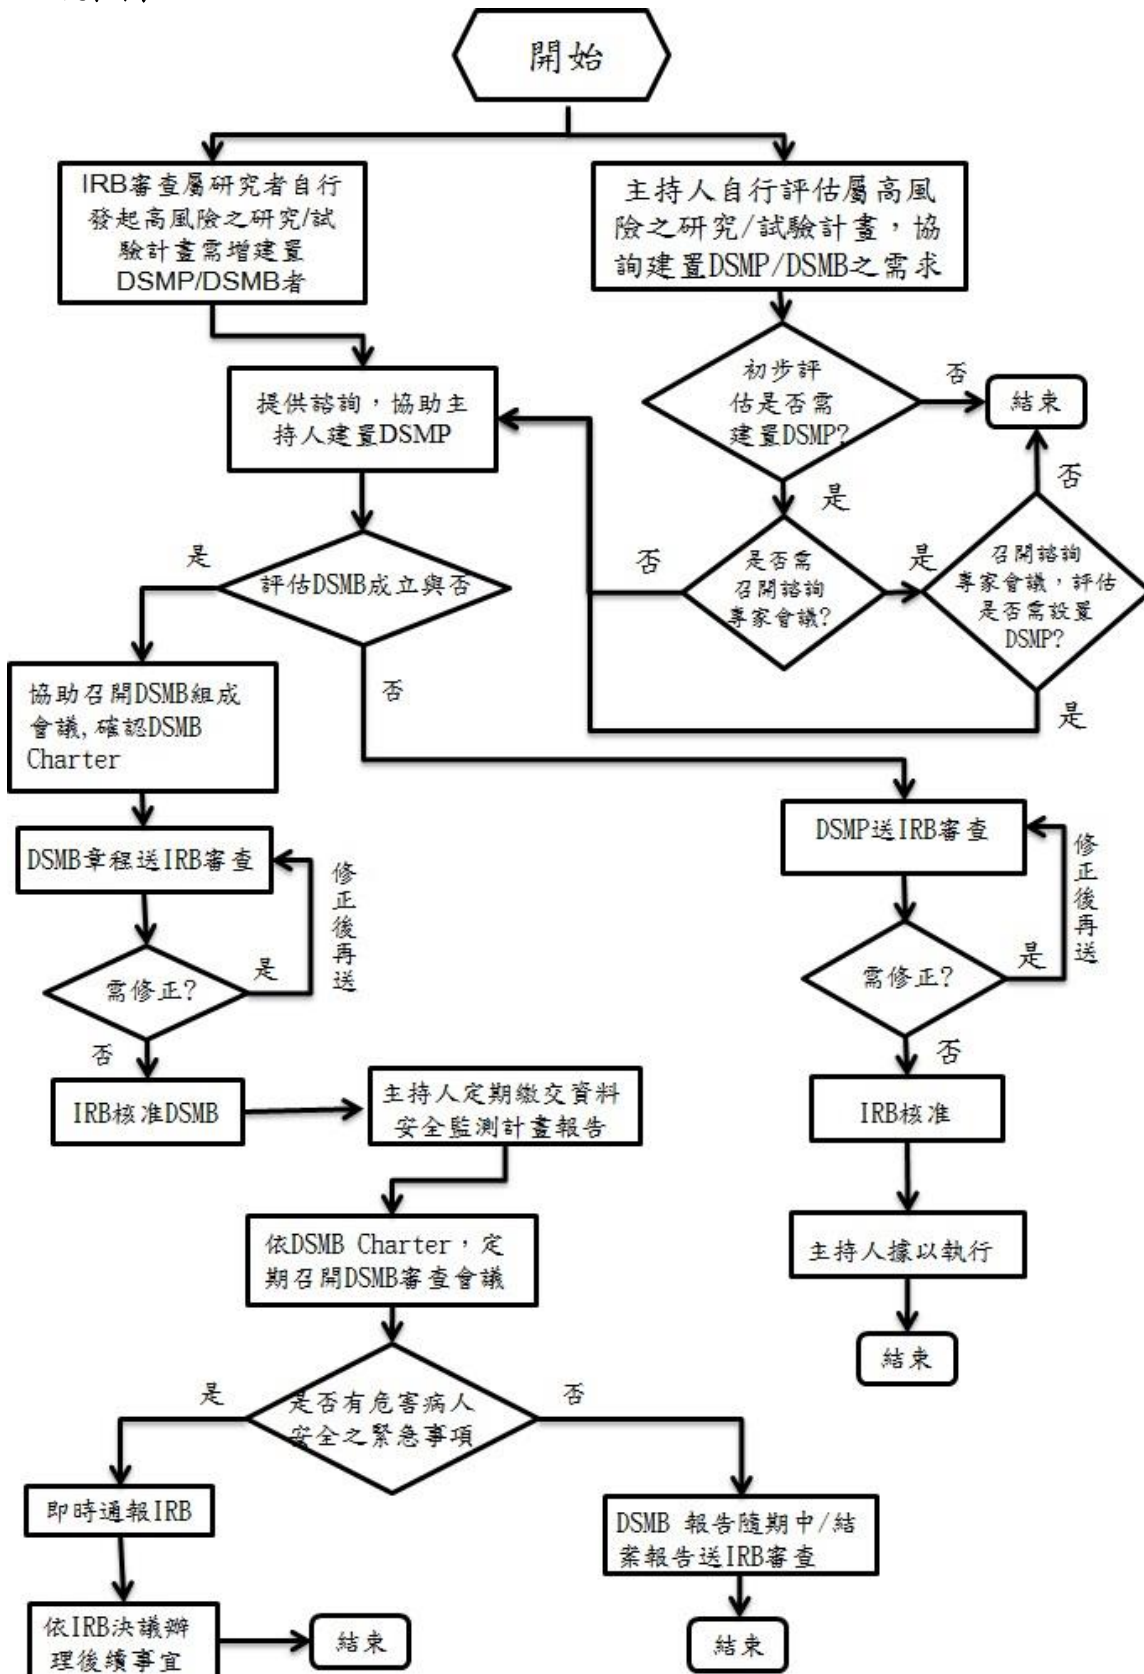 開始
IRB審查屬研究者自行
發起高風險之研究/試
驗計畫需增建置
DSMP/DSMB者
主持人自行評估屬高風
險之研究/試驗計畫，協
詢建置DSMP/DSMB之需求
初步評
估是否需
建置DSMP?
否
結束
提供諮詢，協助主
持人建置DSMP
是
否
是否需
召開諮詢
專家會議?
否
是
召開諮詢
專家會議，評估
是否需設置
DSMP?
是
是
評估DSMB成立與否
否
協助召開DSMB組成
會議,確認DSMB
Charter
DSMB章程送IRB審查
修正後再送
需修正?
是
否
DSMP送IRB審查
修正後再送
需修正?
是
否
IRB核准DSMB
主持人定期繳交資料
安全監測計畫報告
IRB核准
依DSMB Charter，定
期召開DSMB審查會議
主持人據以執行
結束
是否有危害病人
安全之緊急事項
是
否
即時通報IRB
DSMB 報告隨期中/結
案報告送IRB審查
依IRB決議辦
理後續事宜
結束
結束